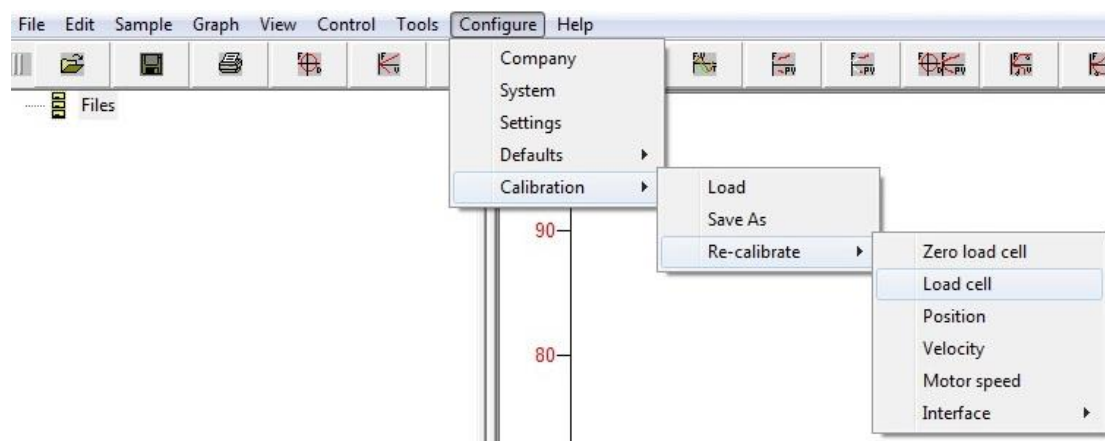 File Edit Sample Graph View Control Tools Configure Help
Company
System
Settings
Defaults
Calibration
Files
Load
Save As
Re-calibrate
Zero load cell
Load cell
Position
Velocity
Motor speed
Interface
90
80